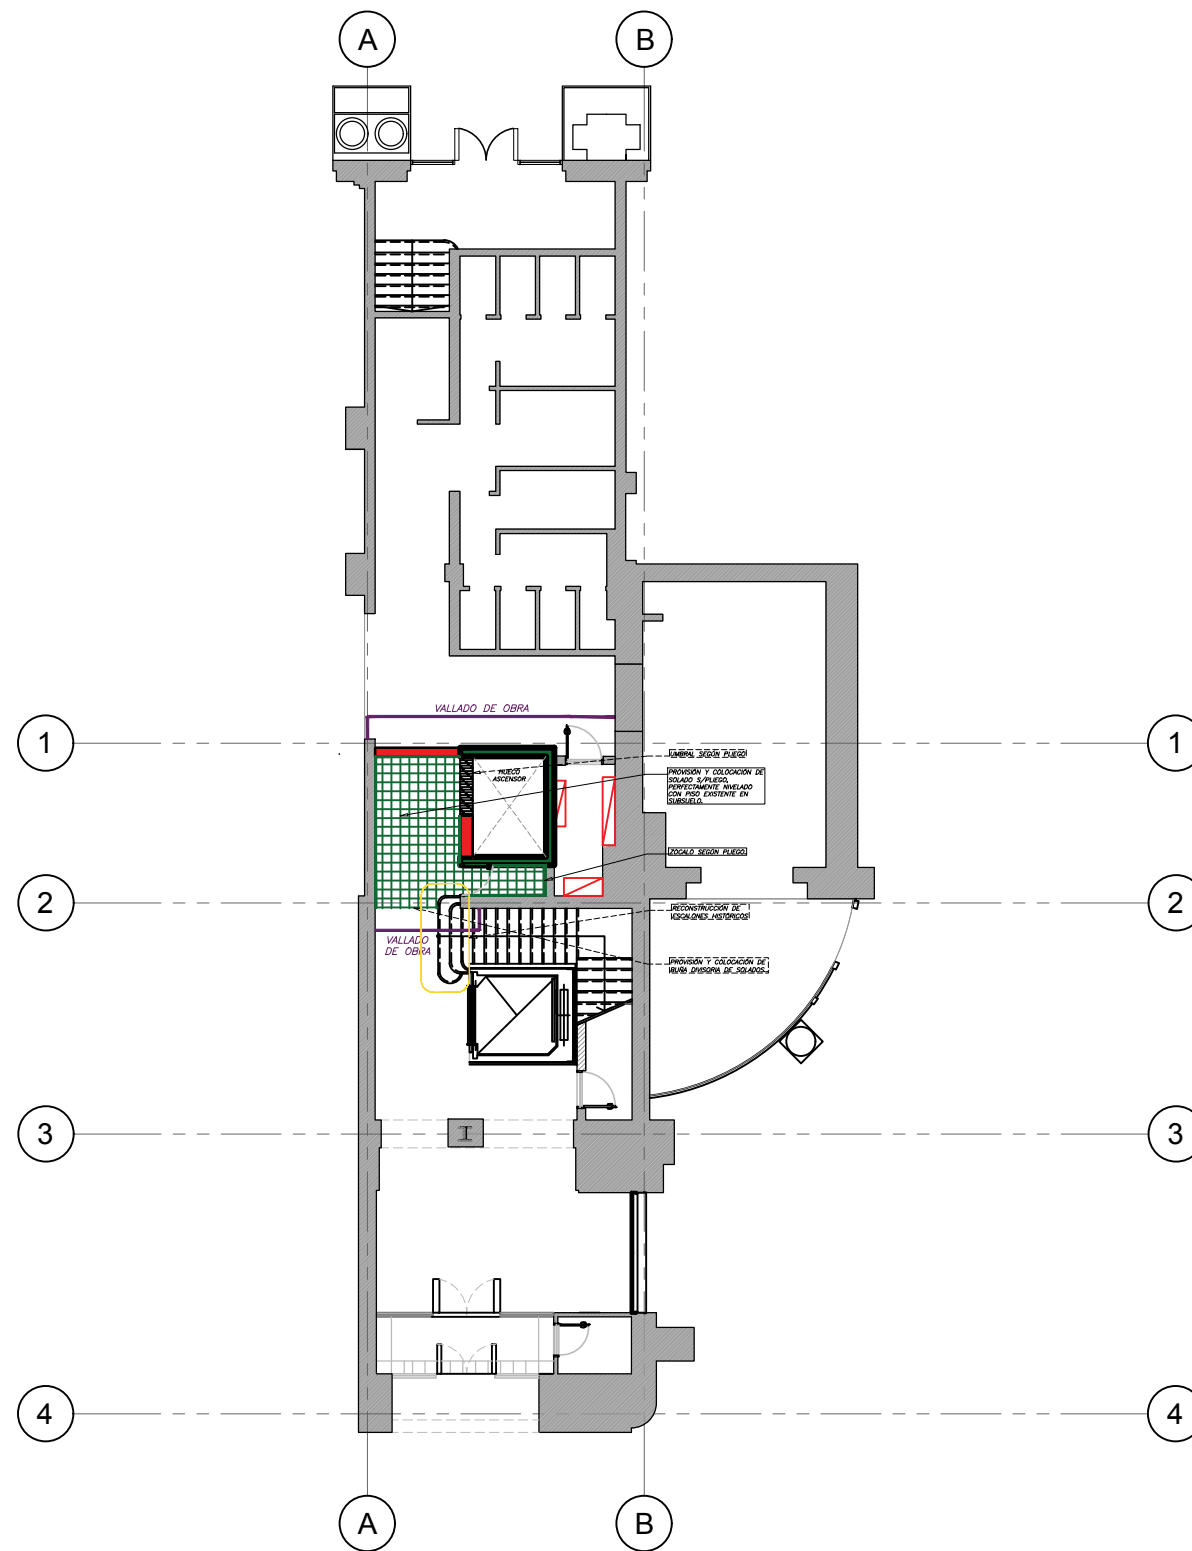 A
B
VALLADO DE OBRA
1
1
UMBRAL SEGÚN PLIEGO
HUECO
ASCENSOR
PROVISIÓN Y COLOCACIÓN DE
SOLADO S/PLIEGO,
PERFECTAMENTE NIVELADO
CON PISO EXISTENTE EN
SUBSUELO.
ZÓCALO SEGÚN PLIEGO
2
2
RECONSTRUCCIÓN DE
ESCALONES HISTÓRICOS
VALLADO
DE OBRA
PROVISIÓN Y COLOCACIÓN DE
BUÑA DIVISORIA DE SOLADOS
3
3
4
4
A
B